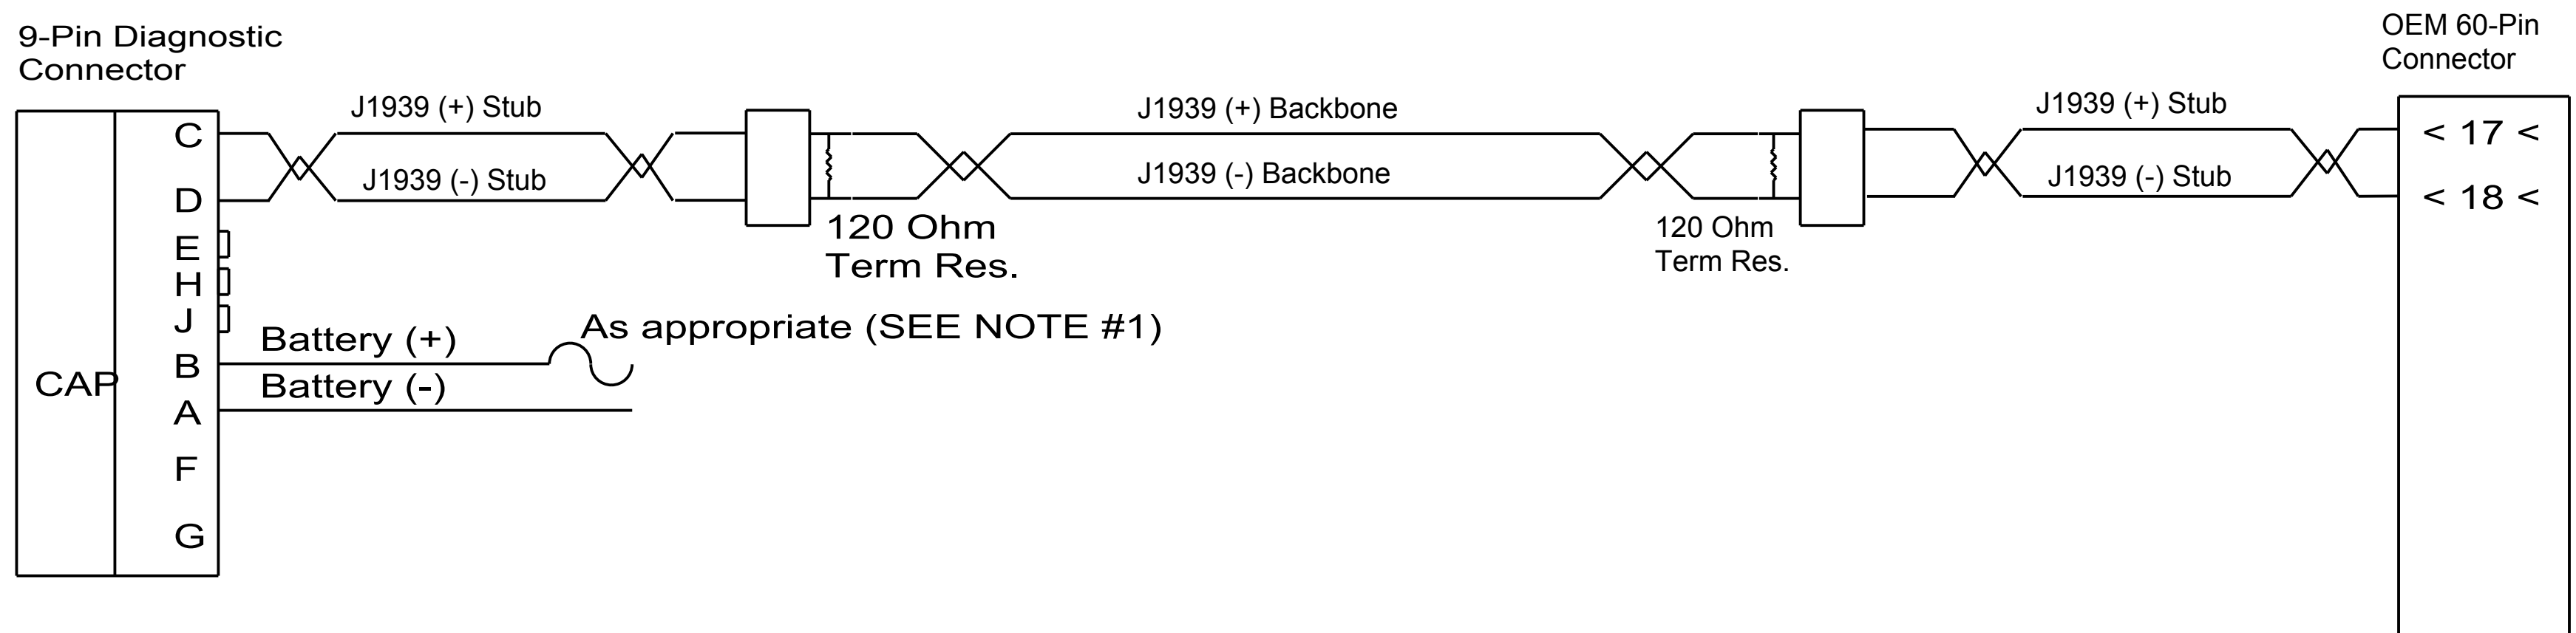 9-Pin Diagnostic
Connector
OEM 60-Pin
Connector
J1939 (+) Stub
J1939 (+) Backbone
J1939 (+) Stub
C
< 17 <
J1939 (-) Stub
J1939 (-) Backbone
J1939 (-) Stub
D
< 18 <
120 Ohm
Term Res.
120 Ohm
Term Res.
E
H
J
Battery (+)
As appropriate (SEE NOTE #1)
B
CAP
Battery (-)
A
F
G